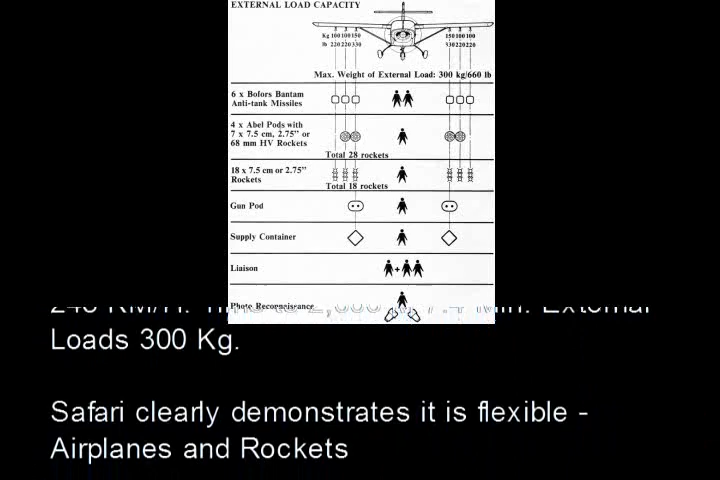 EXTERNAL LOAD CAPACITY
Kg 100 100 150 150 100 100
lb 220 220 330 330 220 220
Max. Weight of External Load: 300 kg/660 lb
6 x Bofors Bantam
Anti-tank Missiles
4 x Abel Pods with
7 x 7.5 cm, 2.75" or
68 mm HV Rockets
Total 28 rockets
18 x 7.5 cm or 2.75"
Rockets
Total 18 rockets
Gun Pod
Supply Container
Liaison
+
Photo Reconnaissance
Min. External
Loads 300 Kg.
Safari clearly demonstrates it is flexible -
Airplanes and Rockets